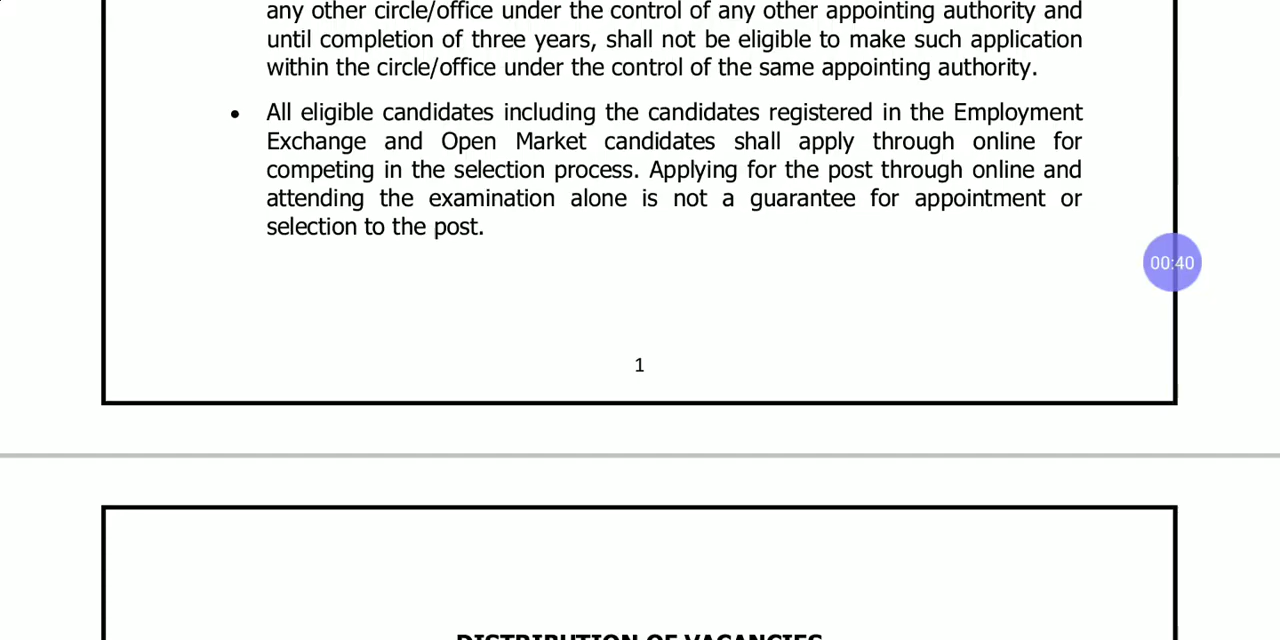 any other circle/office under the control of any other appointing authority and
until completion of three years, shall not be eligible to make such application
within the circle/office under the control of the same appointing authority.
• All eligible candidates including the candidates registered in the Employment
Exchange and Open Market candidates shall apply through online for
competing in the selection process. Applying for the post through online and
attending the examination alone is not a guarantee for appointment or
selection to the post.
00:40
1
DISTRIBUTION OF VACANCIES